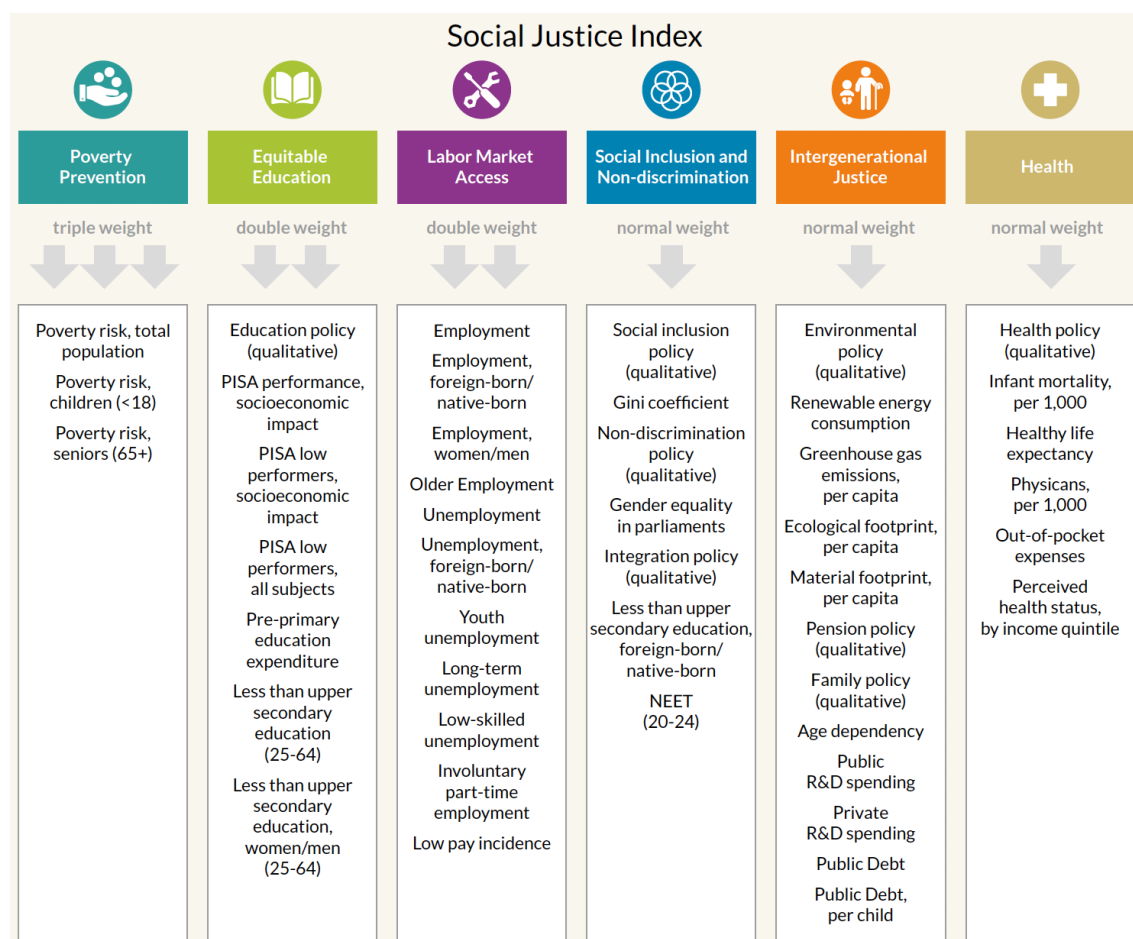 Social Justice Index
Poverty
Prevention
triple weight
Poverty risk, total
population
Poverty risk,
children (<18)
Poverty risk,
seniors (65+)
Equitable
Education
double weight
Education policy
(qualitative)
PISA performance,
socioeconomic
impact
PISA low
performers,
socioeconomic
impact
PISA low
performers,
all subjects
Pre-primary
education
expenditure
Less than upper
secondary
education
(25-64)
Less than upper
secondary
education,
women/men
(25-64)
Labor Market
Access
double weight
Employment
Employment,
foreign-born/
native-born
Employment,
women/men
Older Employment
Unemployment
Unemployment,
foreign-born/
native-born
Youth
unemployment
Long-term
unemployment
Low-skilled
unemployment
Involuntary
part-time
employment
Low pay incidence
Social Inclusion and
Non-discrimination
normal weight
Social inclusion
policy
(qualitative)
Gini coefficient
Non-discrimination
policy
(qualitative)
Gender equality
in parliaments
Integration policy
(qualitative)
Less than upper
secondary education,
foreign-born/
native-born
NEET
(20-24)
Intergenerational
Justice
normal weight
Environmental
policy
(qualitative)
Renewable energy
consumption
Greenhouse gas
emissions,
per capita
Ecological footprint,
per capita
Material footprint,
per capita
Pension policy
(qualitative)
Family policy
(qualitative)
Age dependency
Public
R&D spending
Private
R&D spending
Public Debt
Public Debt,
per child
Health
normal weight
Health policy
(qualitative)
Infant mortality,
per 1,000
Healthy life
expectancy
Physicans,
per 1,000
Out-of-pocket
expenses
Perceived
health status,
by income quintile